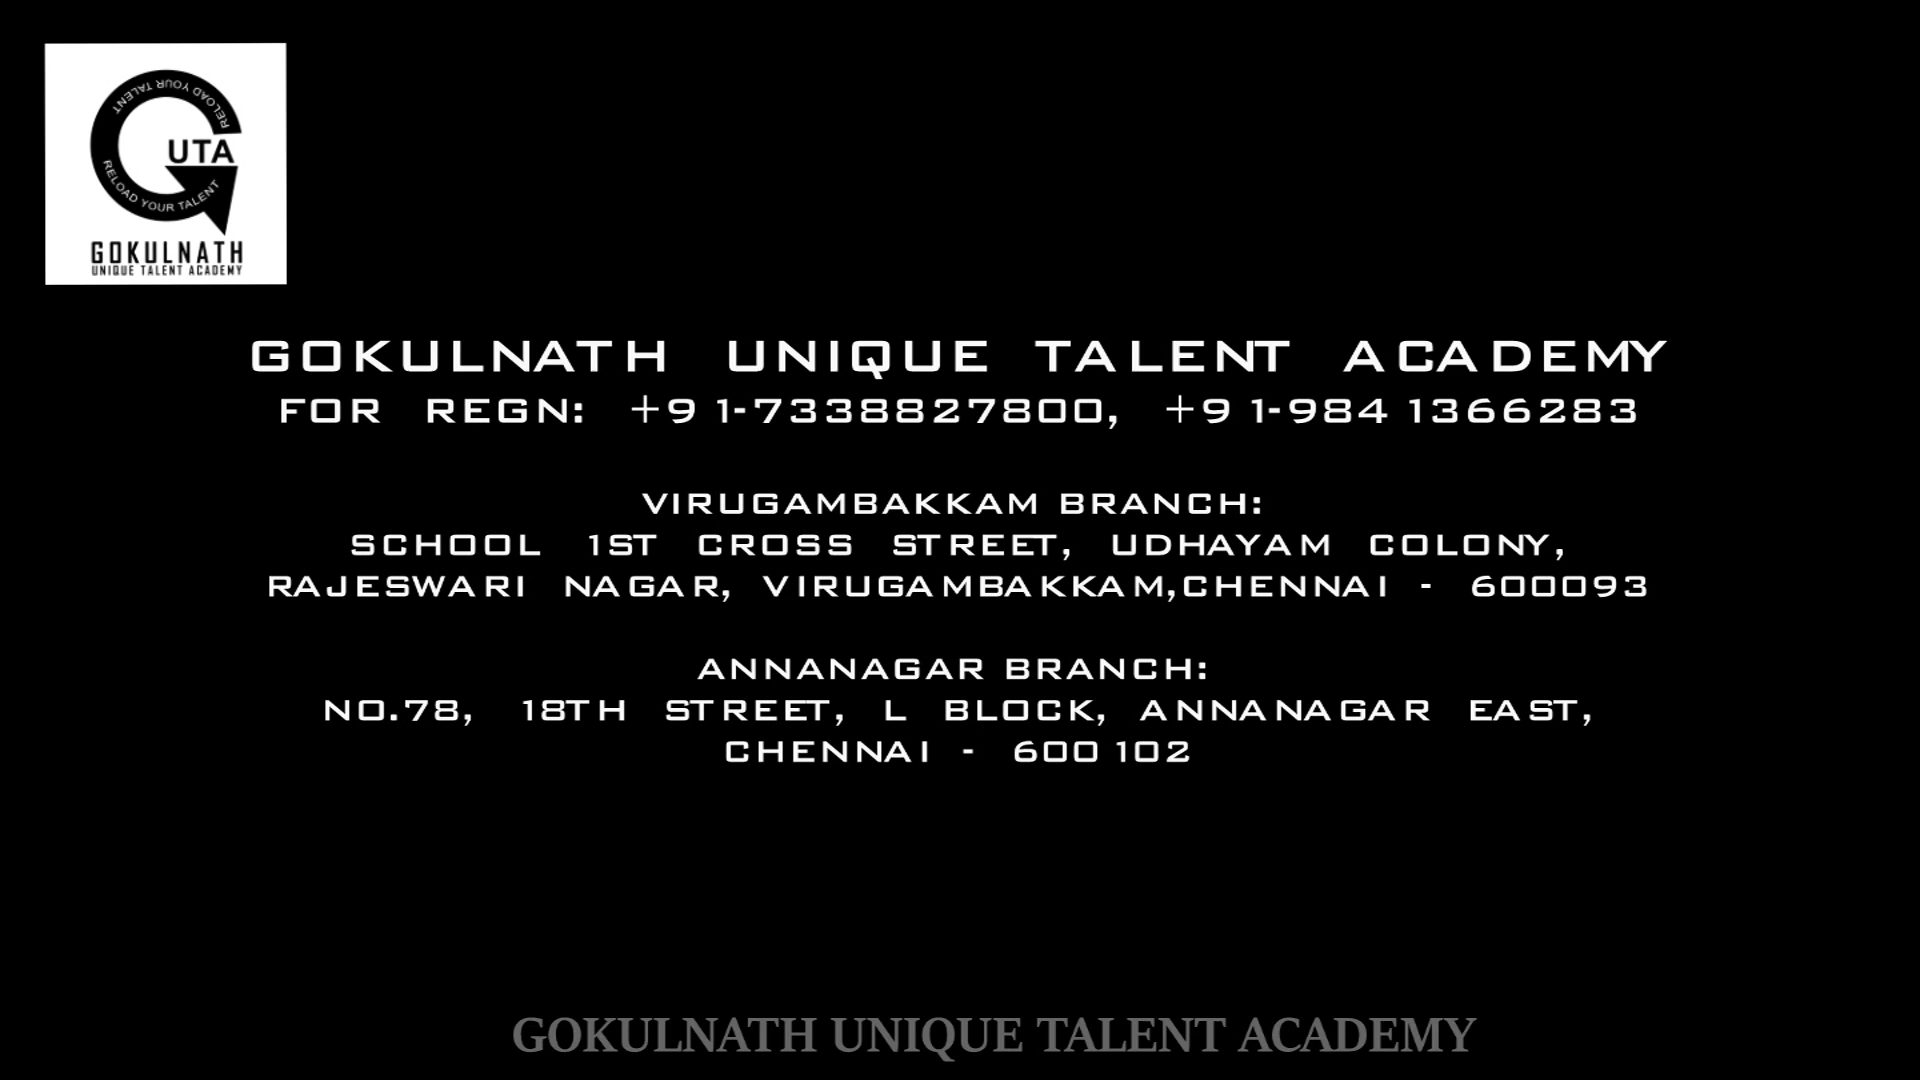 RELOAD YOUR TALENT
UTA
RELOAD YOUR TALENT
GOKULNATH
UNIQUE TALENT ACADEMY
GOKULNATH UNIQUE TALENT ACADEMY
FOR REGN: +91-7338827800, +91-9841366283
VIRUGAMBAKKAM BRANCH:
SCHOOL 1ST CROSS STREET, UDHAYAM COLONY,
RAJESWARI NAGAR, VIRUGAMBAKKAM,CHENNAI - 600093
ANNANAGAR BRANCH:
NO.78, 18TH STREET, L BLOCK, ANNANAGAR EAST,
CHENNAI - 600102
GOKULNATH UNIQUE TALENT ACADEMY